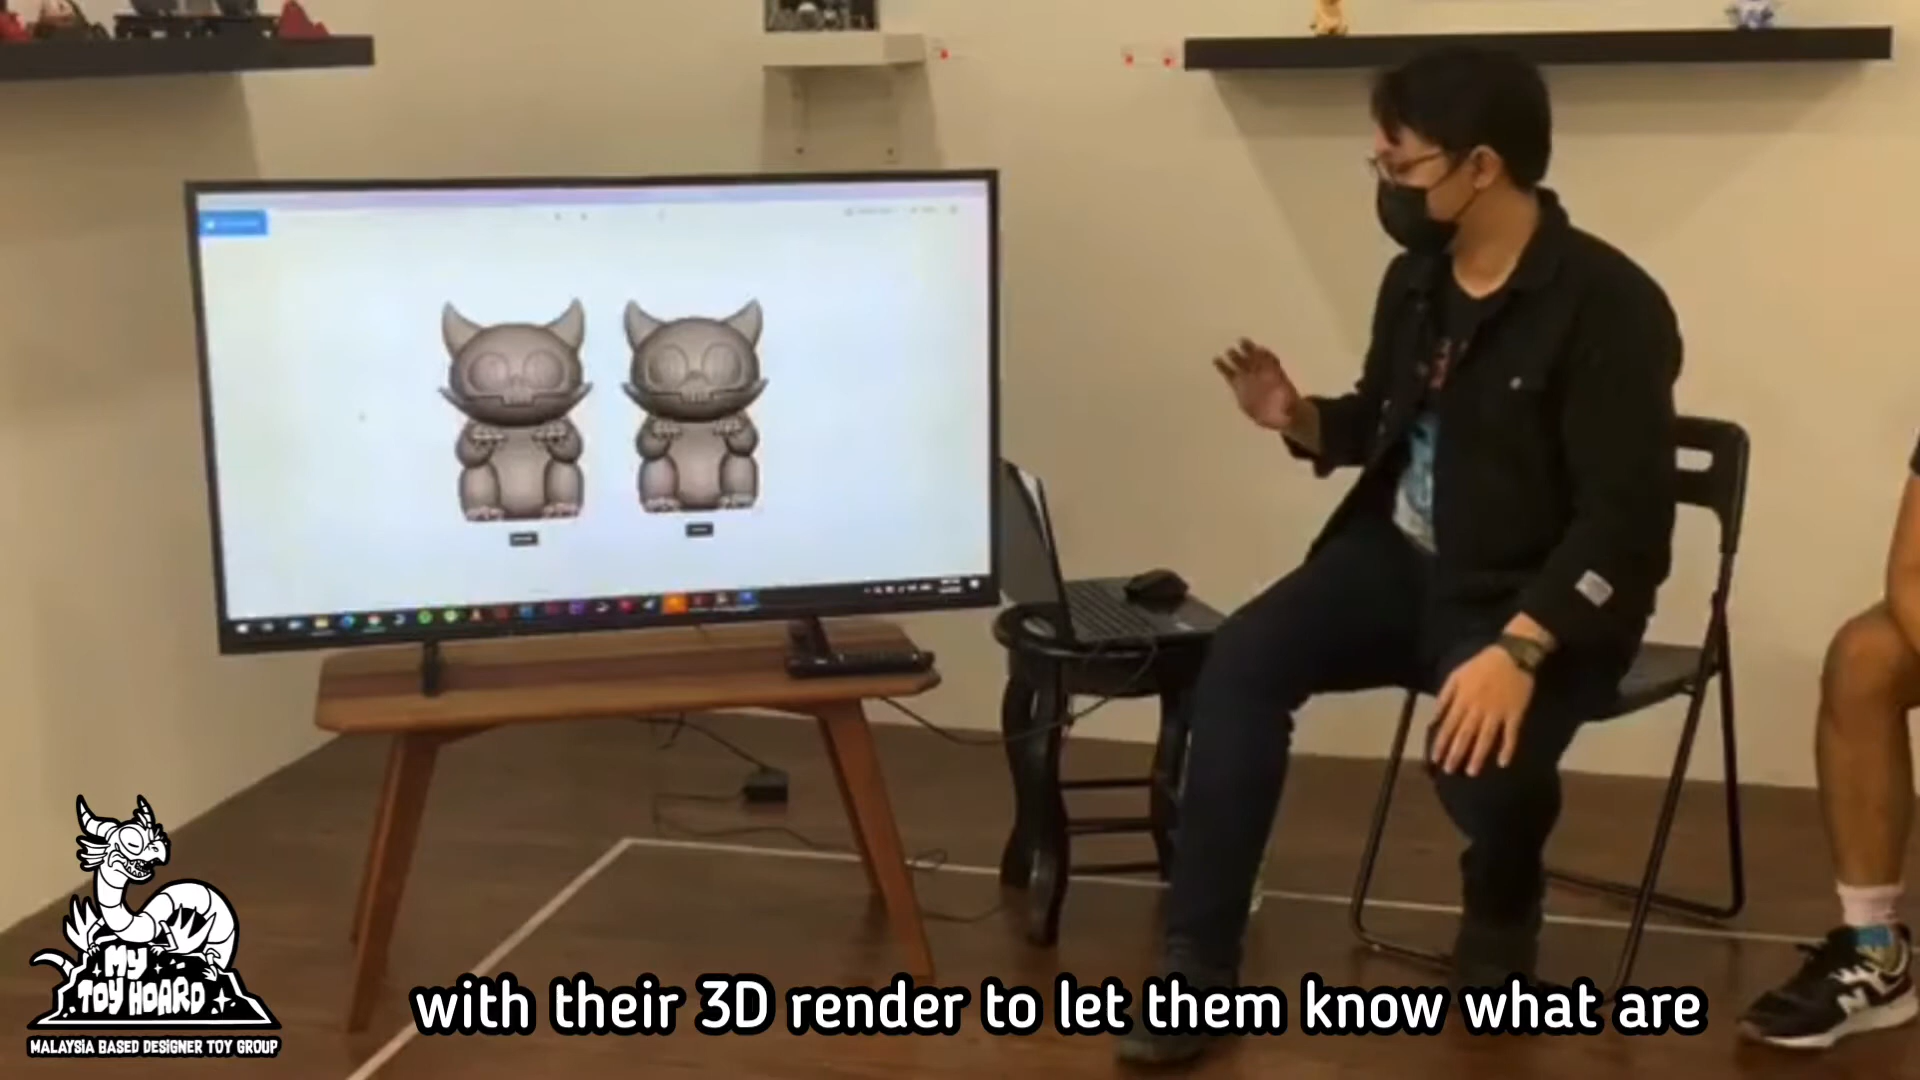 MY
TOY HOARD
MALAYSIA BASED DESIGNER TOY GROUP
with their 3D render to let them know what are
N